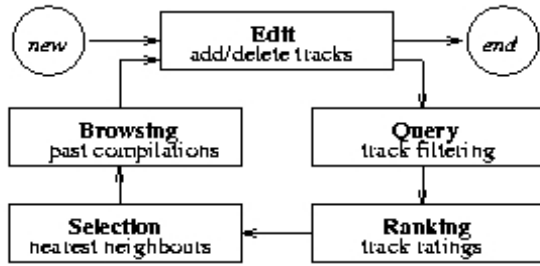 new
Edit
add/delete tracks
end
Browsing
past compilations
Query
track filtering
Selection
nearest neighbours
Ranking
track ratings